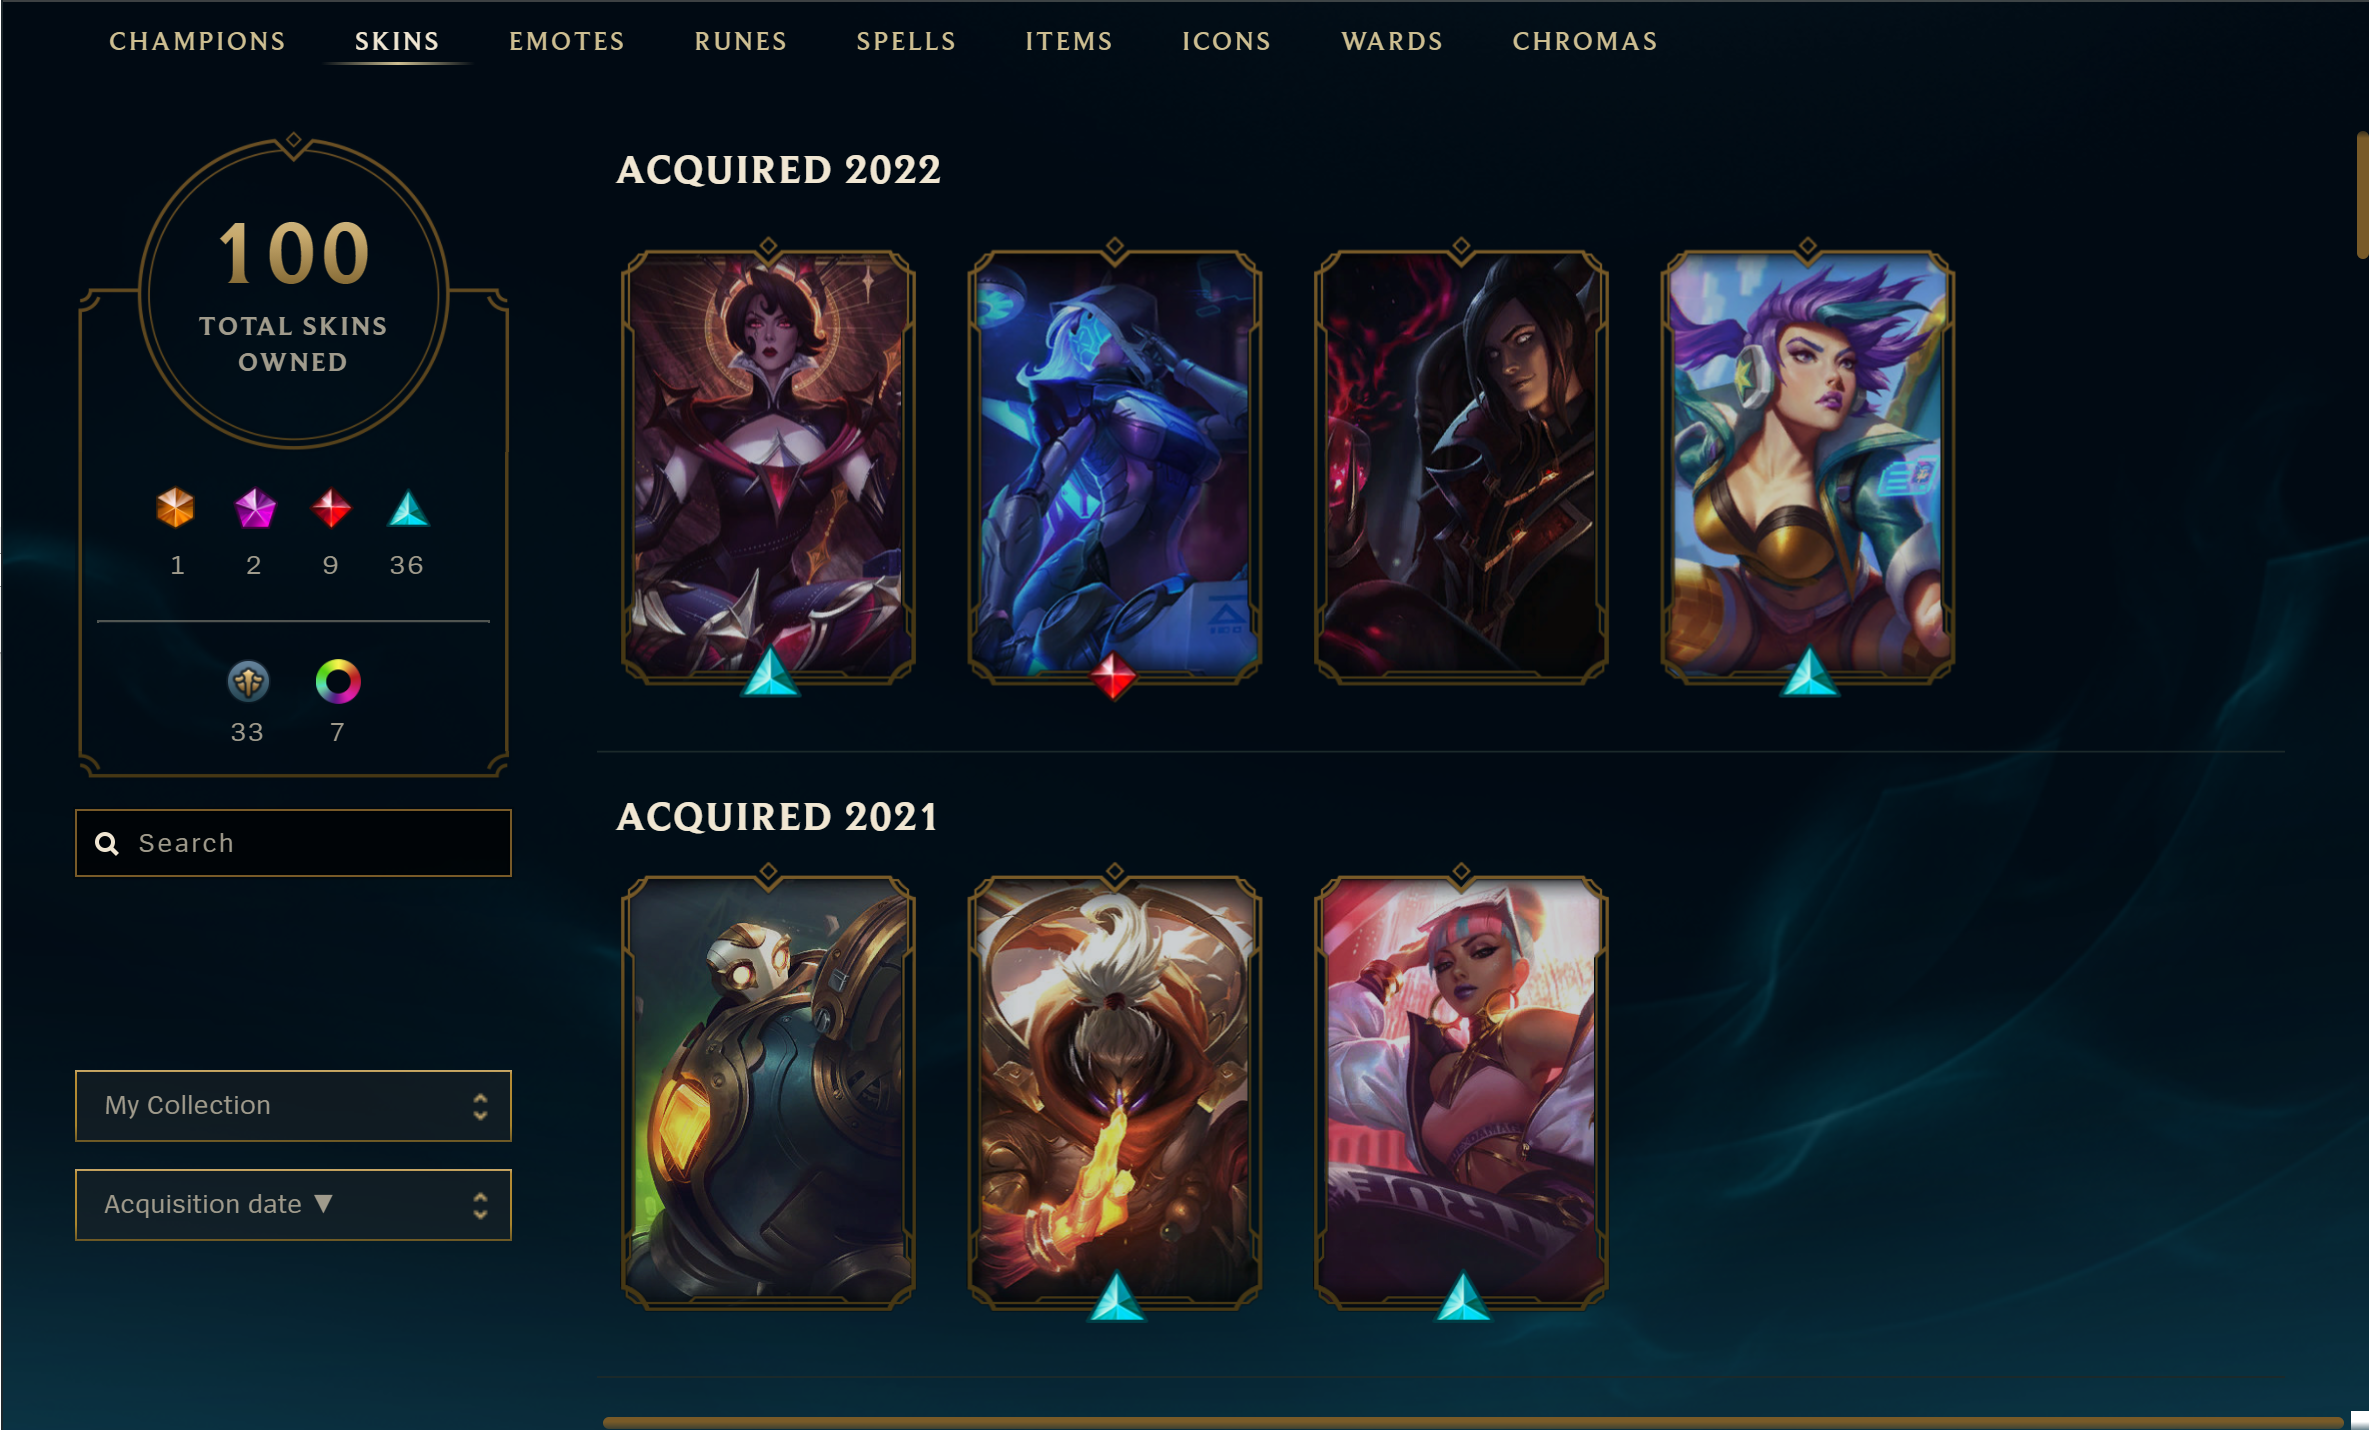 CHAMPIONS SKINS EMOTES RUNES SPELLS ITEMS ICONS WARDS CHROMAS
100
TOTAL SKINS
OWNED
1 2 9 36
33 7
Search
My Collection
Acquisition date ▼
ACQUIRED 2022
ACQUIRED 2021